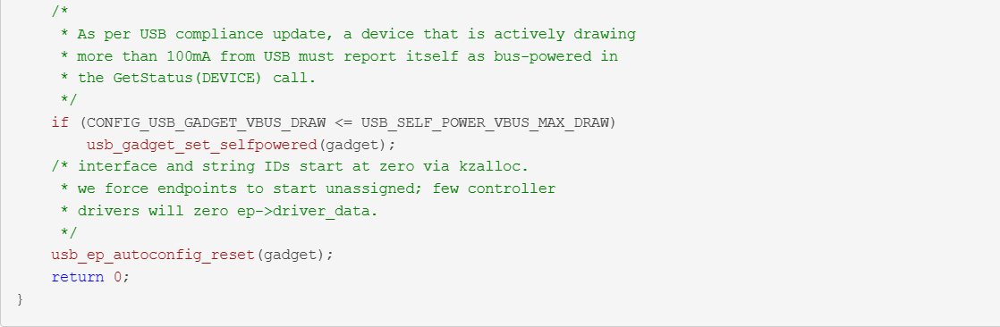 /*
* As per USB compliance update, a device that is actively drawing
* more than 100mA from USB must report itself as bus-powered in
* the GetStatus(DEVICE) call.
*/
if (CONFIG_USB_GADGET_VBUS_DRAW <= USB_SELF_POWER_VBUS_MAX_DRAW)
usb_gadget_set_selfpowered(gadget);
/* interface and string IDs start at zero via kzalloc.
* we force endpoints to start unassigned; few controller
* drivers will zero ep->driver_data.
*/
usb_ep_autoconfig_reset(gadget);
return 0;
}